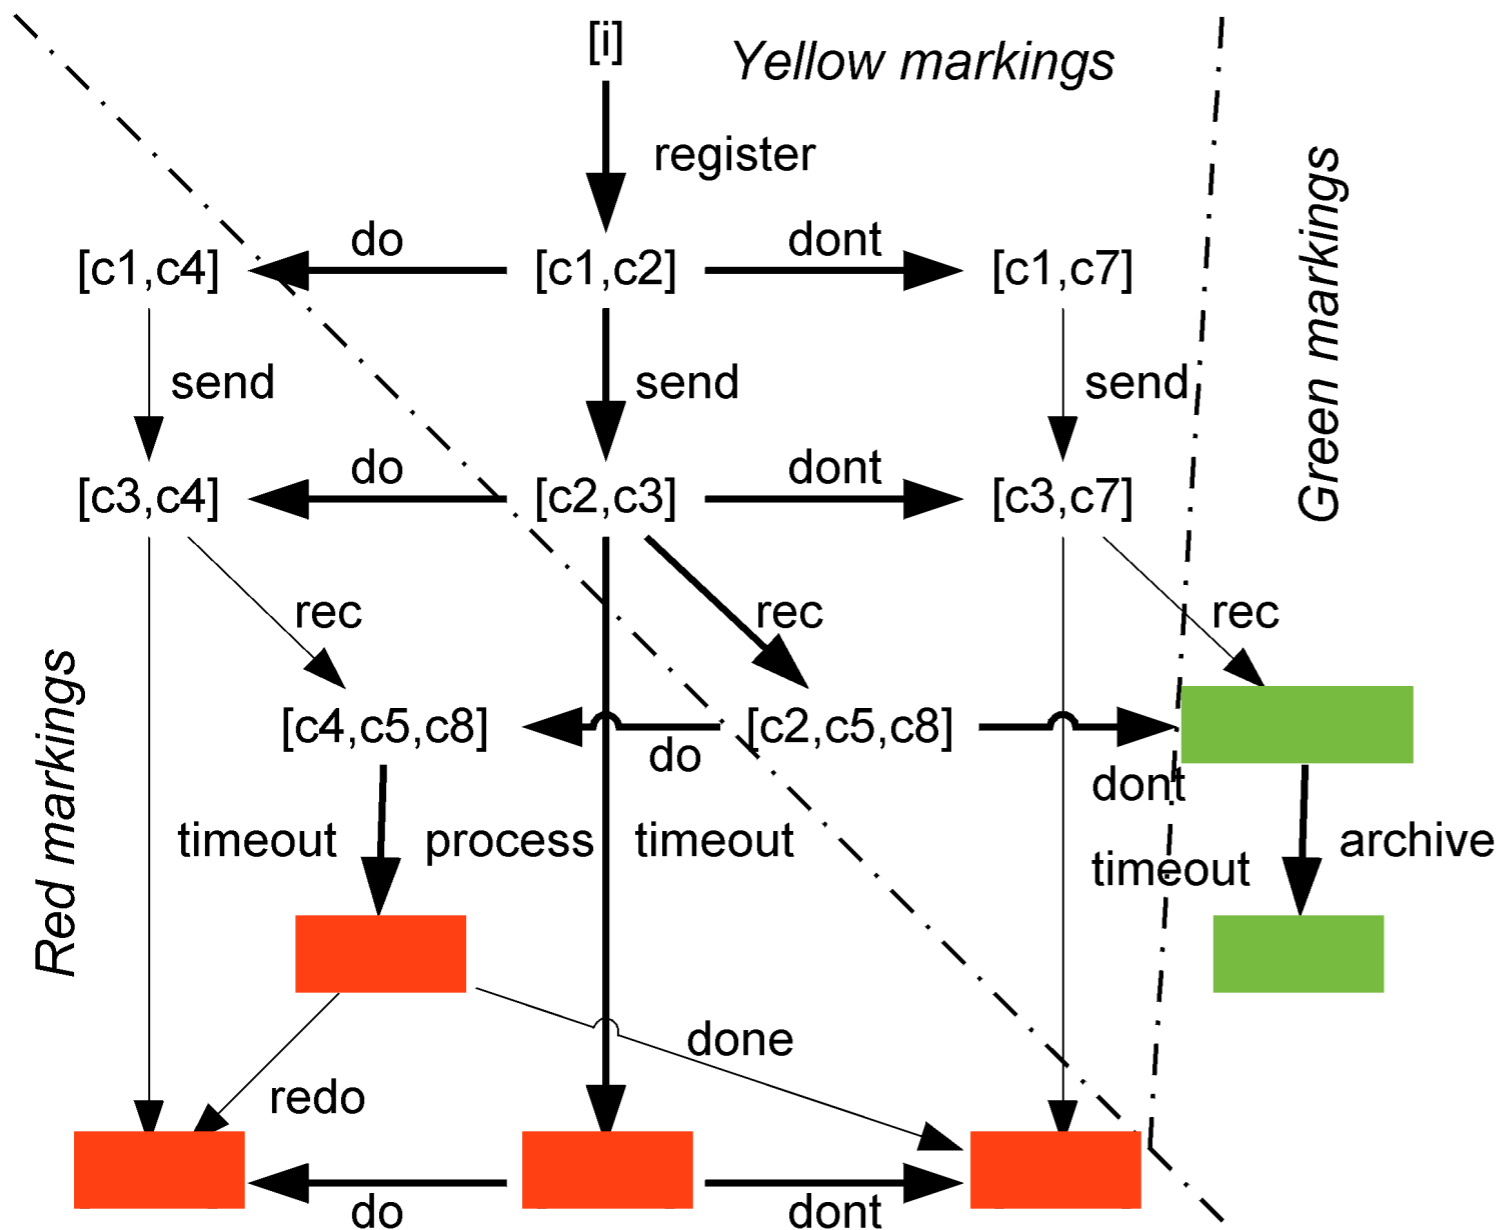 [i]
Yellow markings
register
Green markings
do
dont
[c1,c4]
[c1,c2]
[c1,c7]
send
send
send
do
dont
[c3,c4]
[c2,c3]
[c3,c7]
rec
rec
rec
Red markings
[c4,c5,c8]
do
[c2,c5,c8]
dont
timeout
process
timeout
timeout
archive
done
redo
do
dont